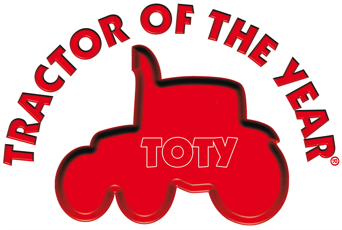 TRACTOR OF THE YEAR®
TOTY